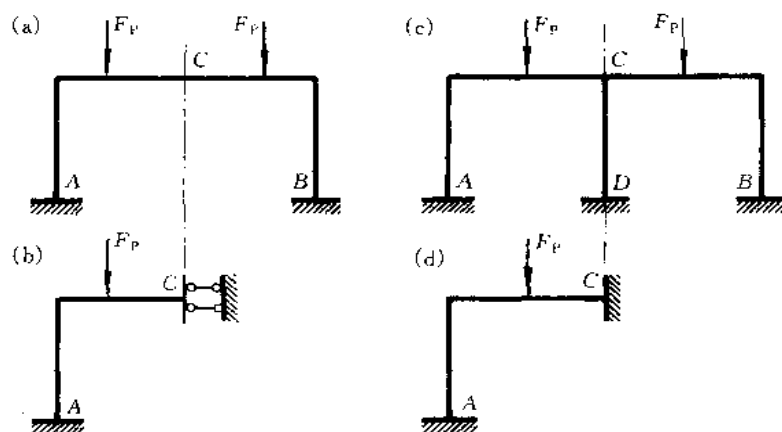 (a) F_P F_P C
A B
(c) F_P F_P C
A D B
(b) F_P C
A
(d) F_P C
A